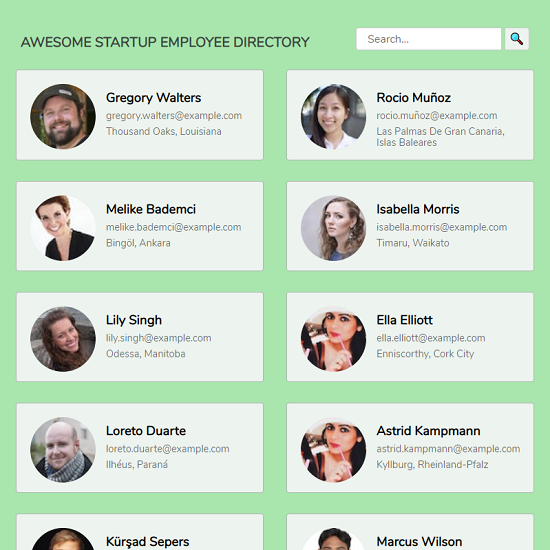 AWESOME STARTUP EMPLOYEE DIRECTORY
Search...
Gregory Walters
gregory.walters@example.com
Thousand Oaks, Louisiana
Rocio Muñoz
rocio.muñoz@example.com
Las Palmas De Gran Canaria,
Islas Baleares
Melike Bademci
melike.bademci@example.com
Bingöl, Ankara
Isabella Morris
isabella.morris@example.com
Timaru, Waikato
Lily Singh
lily.singh@example.com
Odessa, Manitoba
Ella Elliott
ella.elliott@example.com
Enniscorthy, Cork City
Loreto Duarte
loreto.duarte@example.com
Ilhéus, Paraná
Astrid Kampmann
astrid.kampmann@example.com
Kyllburg, Rheinland-Pfalz
Kürşad Sepers
Marcus Wilson